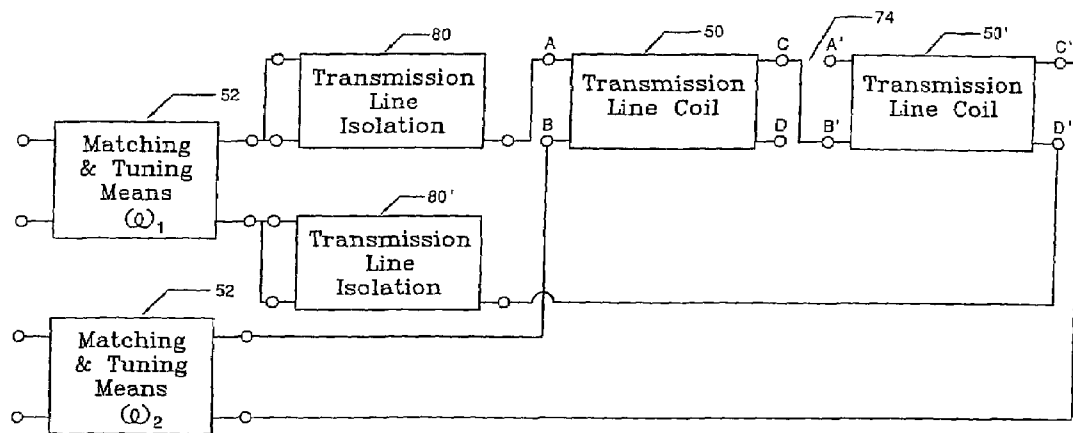 80
A
50
C
74
A'
50'
C'
Transmission
Line
Isolation
Transmission
Line Coil
Transmission
Line Coil
52
B
D
B'
D'
Matching
& Tuning
Means
ω1
80'
Transmission
Line
Isolation
52
Matching
& Tuning
Means
ω2